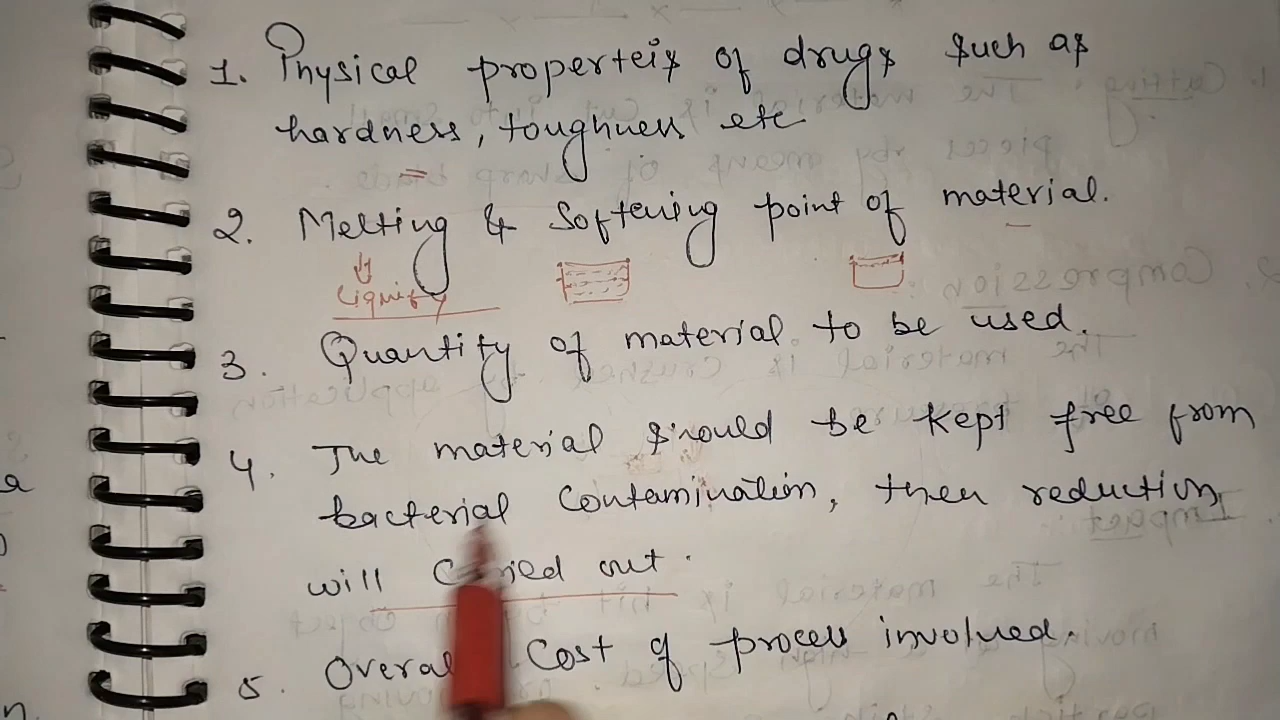 1. Physical properteis of drugs such as
hardness, toughness etc
2. Melting & Softening point of material.
Liquify
3. Quantity of material to be used.
4. The material should be kept free from
bacterial Contamination, then reduction
will Carried out.
5. Overall Cost of process involved.